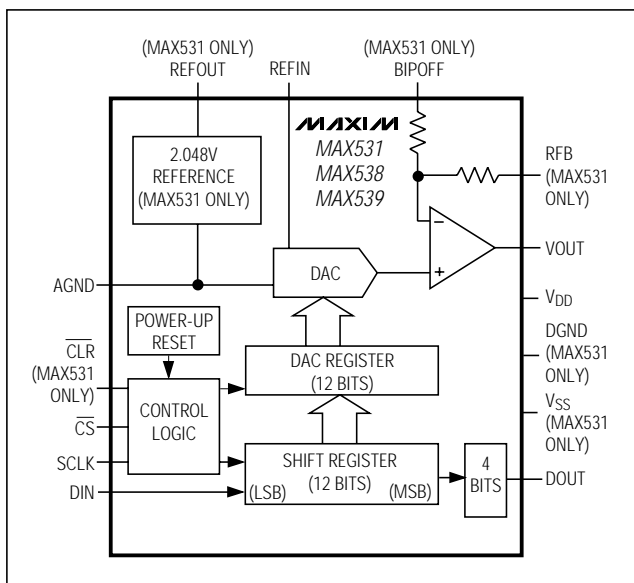 (MAX531 ONLY)
REFOUT
REFIN
(MAX531 ONLY)
BIPOFF
MAXIM
MAX531
MAX538
MAX539
2.048V
REFERENCE
(MAX531 ONLY)
RFB
(MAX531
ONLY)
−
+
VOUT
DAC
AGND
VDD
POWER-UP
RESET
DGND
(MAX531
ONLY)
CLR
(MAX531
ONLY)
DAC REGISTER
(12 BITS)
CONTROL
LOGIC
VSS
(MAX531
ONLY)
CS
SCLK
SHIFT REGISTER
(12 BITS)
(LSB)
(MSB)
4
BITS
DOUT
DIN